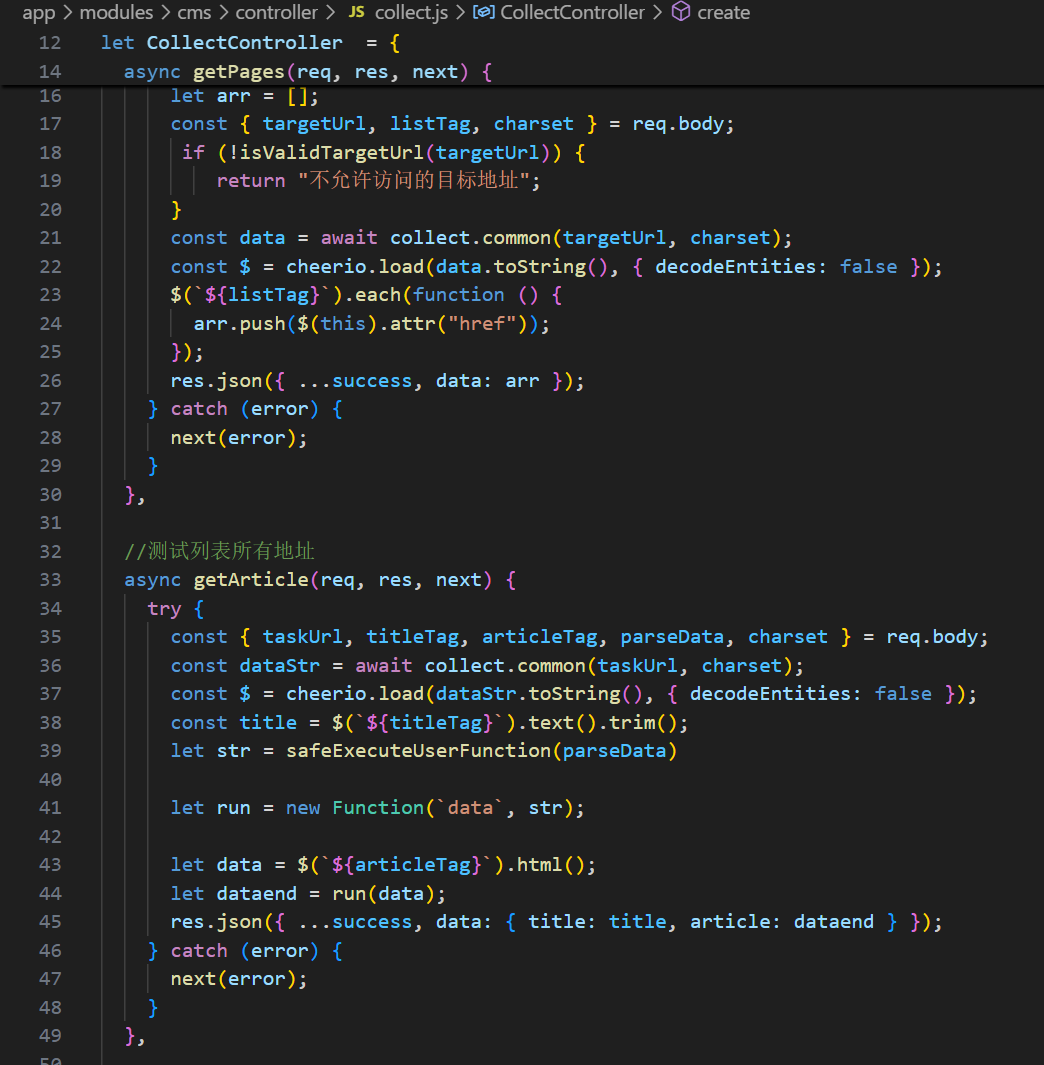 app > modules > cms > controller > JS collect.js > CollectController > create
12 let CollectController  = {
14 async getPages(req, res, next) {
16 let arr = [];
17 const { targetUrl, listTag, charset } = req.body;
18 if (!isValidTargetUrl(targetUrl)) {
19 return "不允许访问的目标地址";
20 }
21 const data = await collect.common(targetUrl, charset);
22 const $ = cheerio.load(data.toString(), { decodeEntities: false });
23 $(`${listTag}`).each(function () {
24 arr.push($(this).attr("href"));
25 });
26 res.json({ ...success, data: arr });
27 } catch (error) {
28 next(error);
29 }
30 },
31
32 //测试列表所有地址
33 async getArticle(req, res, next) {
34 try {
35 const { taskUrl, titleTag, articleTag, parseData, charset } = req.body;
36 const dataStr = await collect.common(taskUrl, charset);
37 const $ = cheerio.load(dataStr.toString(), { decodeEntities: false });
38 const title = $(`${titleTag}`).text().trim();
39 let str = safeExecuteUserFunction(parseData)
40
41 let run = new Function(`data`, str);
42
43 let data = $(`${articleTag}`).html();
44 let dataend = run(data);
45 res.json({ ...success, data: { title: title, article: dataend } });
46 } catch (error) {
47 next(error);
48 }
49 },
50